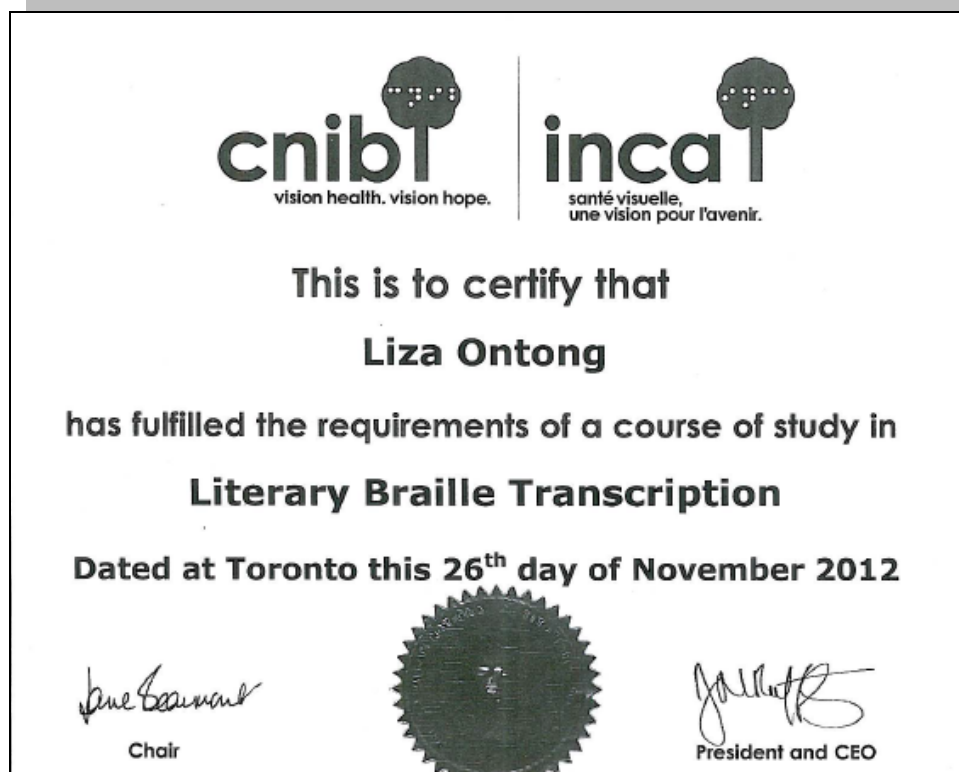 cnib
vision health. vision hope.
inca
santé visuelle,
une vision pour l'avenir.
This is to certify that
Liza Ontong
has fulfilled the requirements of a course of study in
Literary Braille Transcription
Dated at Toronto this 26th day of November 2012
Jane Beaumont
Chair
President and CEO